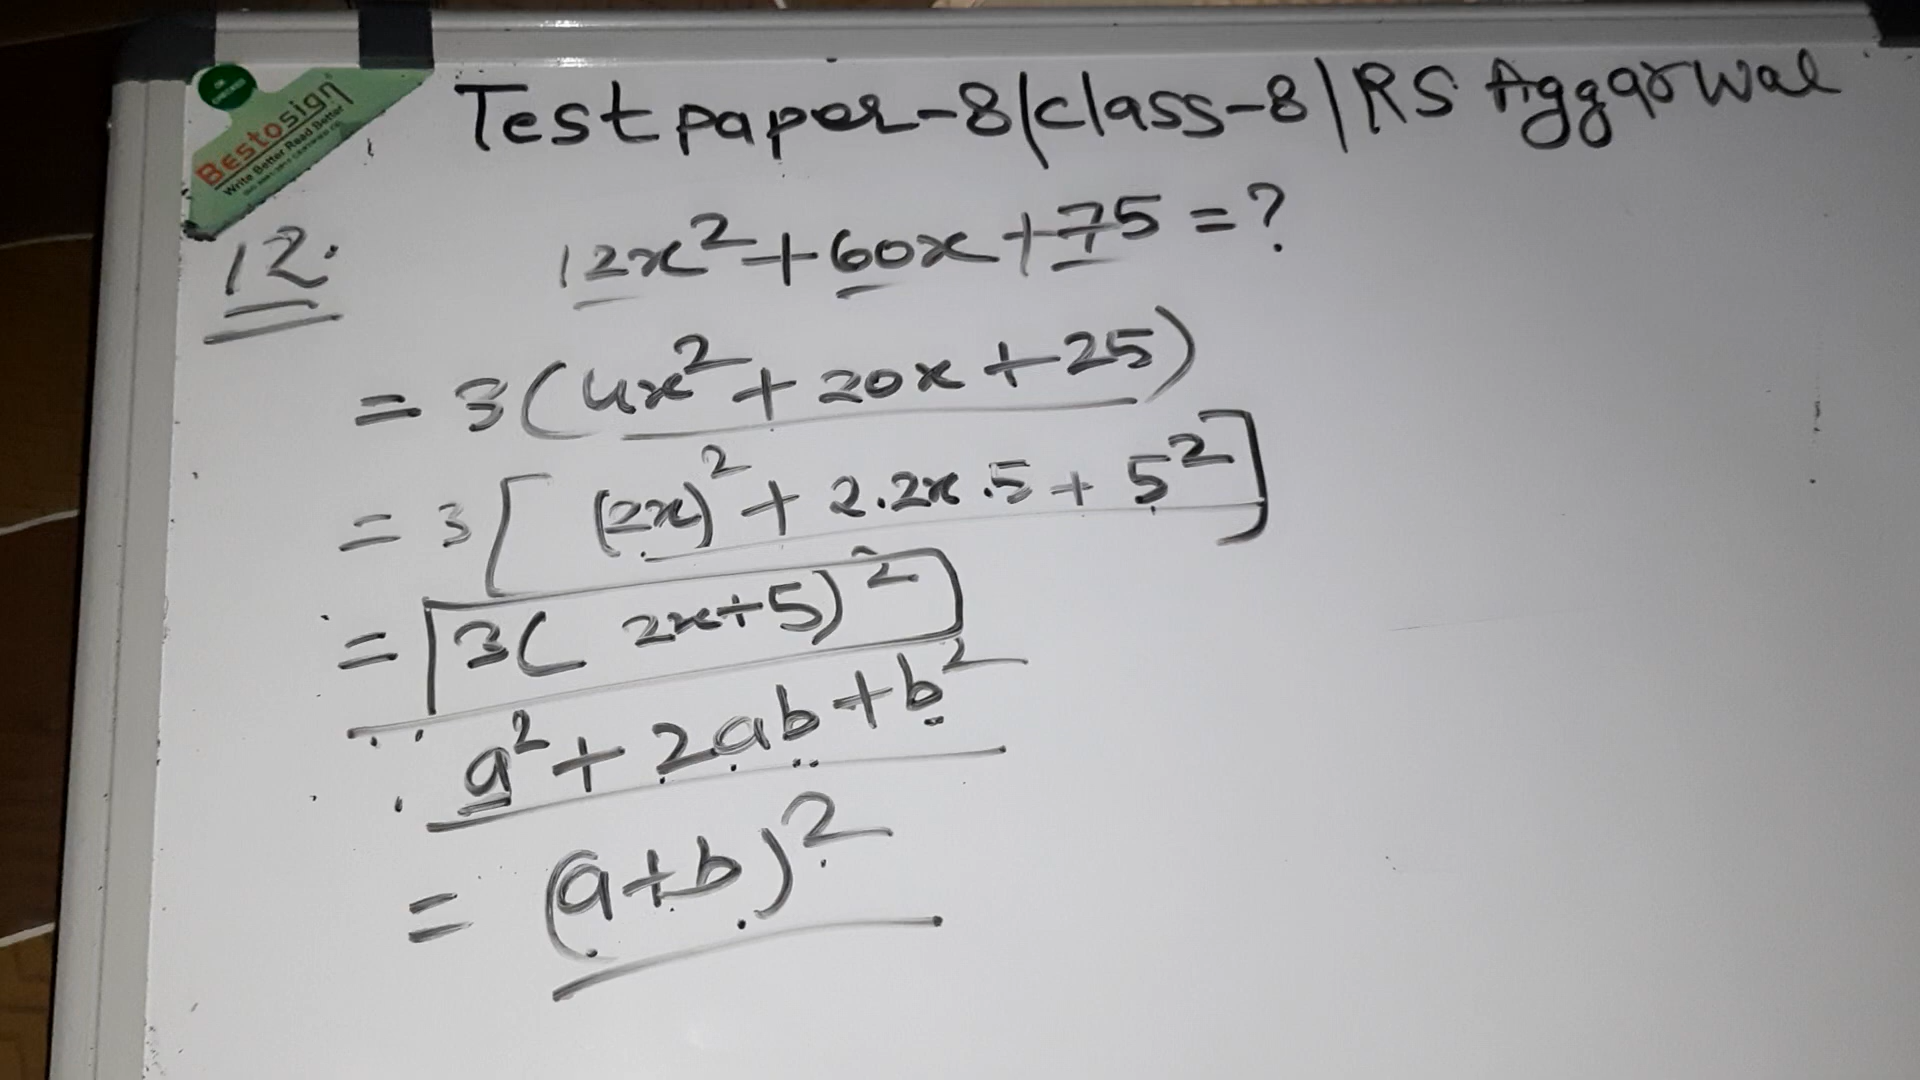 Bestosign
Write Better Read Better
Test paper-8/class-8/RS Aggarwal
12. 12x²+60x+75=?
= 3(4x²+20x+25)
= 3[(2x)²+2.2x.5+5²]
= 3(2x+5)²
∵ a²+2ab+b²
= (a+b)²